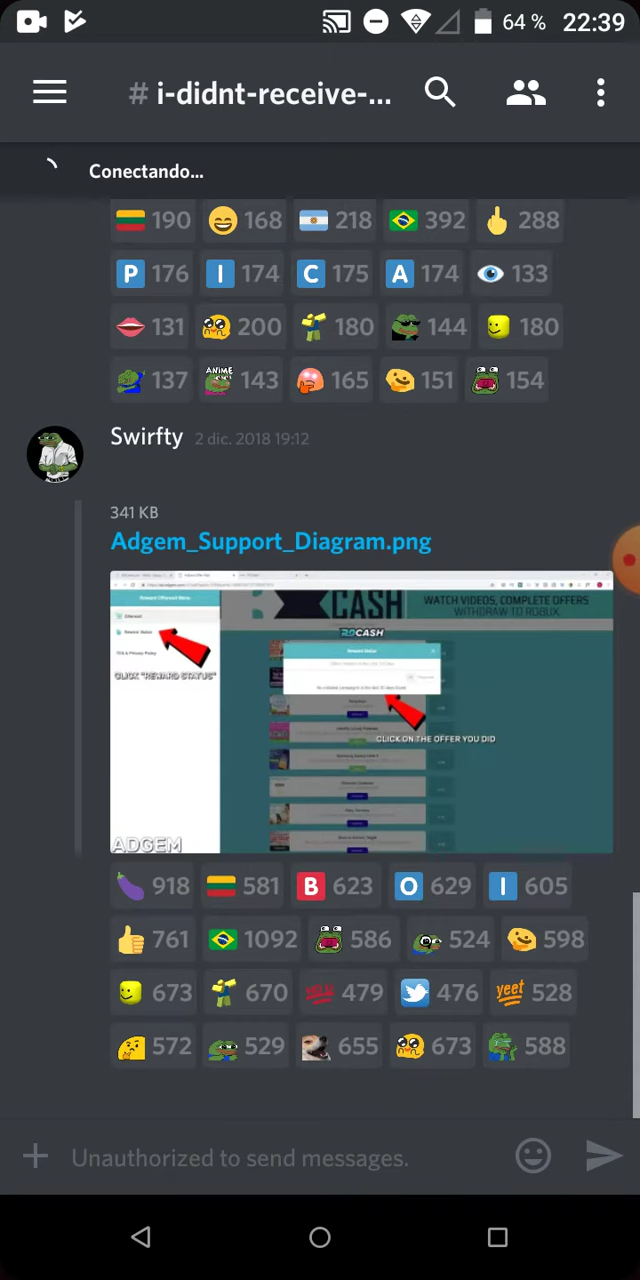 64 % 22:39
# i-didnt-receive-...
Conectando...
190 168 218 392 288
P 176 I 174 C 175 A 174 133
131 200 180 144 180
137 ANIME 143 165 151 154
Swirfty 2 dic. 2018 19:12
341 KB
Adgem_Support_Diagram.png
CASH
WATCH VIDEOS, COMPLETE OFFERS
WITHDRAW TO ROBUX.
Reward Status
CLICK "REWARD STATUS"
CLICK ON THE OFFER YOU DID
ADGEM
918 581 B 623 O 629 I 605
761 1092 586 524 598
673 670 479 476 yeet 528
572 529 655 673 588
Unauthorized to send messages.